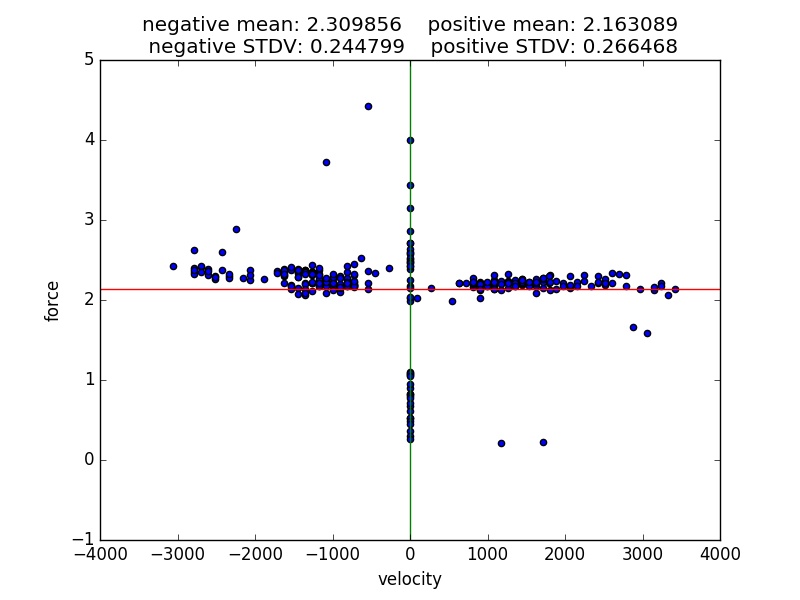 negative mean: 2.309856 positive mean: 2.163089
negative STDV: 0.244799 positive STDV: 0.266468
5
4
3
2
1
0
−1
force
−4000 −3000 −2000 −1000 0 1000 2000 3000 4000
velocity